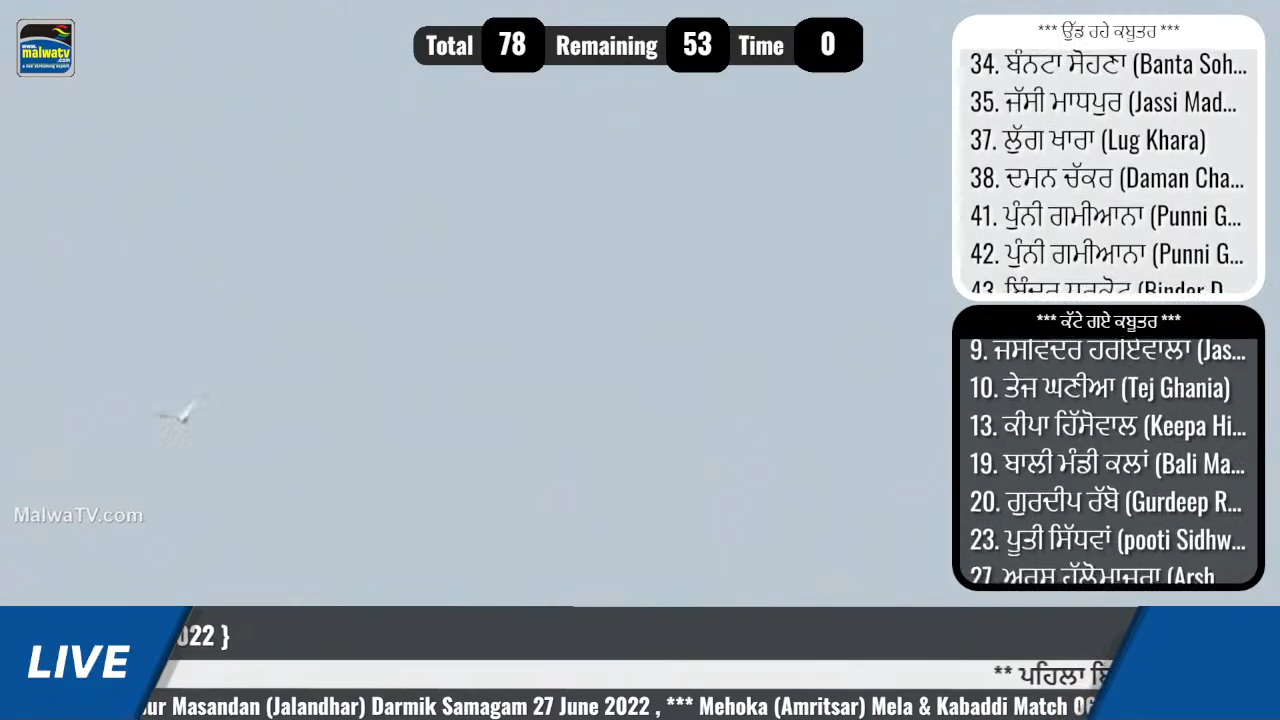 www.
malwatv
.com
Total 78 Remaining 53 Time 0
*** ਉੱਡ ਰਹੇ ਕਬੂਤਰ ***
34. ਬੰਨਟਾ ਸੋਹਣਾ (Banta Soh...
35. ਜੱਸੀ ਮਾਧਪੁਰ (Jassi Mad...
37. ਲੁੱਗ ਖਾਰਾ (Lug Khara)
38. ਦਮਨ ਚੱਕਰ (Daman Cha...
41. ਪੁੰਨੀ ਗਮੀਆਨਾ (Punni G...
42. ਪੁੰਨੀ ਗਮੀਆਨਾ (Punni G...
43.
*** ਕੱਟੇ ਗਏ ਕਬੂਤਰ ***
9. ਜਸਵਿੰਦਰ ਹਰੀਏਵਾਲਾ (Jas...
10. ਤੇਜ ਘਣੀਆ (Tej Ghania)
13. ਕੀਪਾ ਹਿੱਸੋਵਾਲ (Keepa Hi...
19. ਬਾਲੀ ਮੰਡੀ ਕਲਾਂ (Bali Ma...
20. ਗੁਰਦੀਪ ਰੱਬੋ (Gurdeep R...
23. ਪੂਤੀ ਸਿੱਧਵਾਂ (pooti Sidhw...
27. (Arsh
MalwaTV.com
022 }
LIVE
** ਪਹਿਲਾ
ur Masandan (Jalandhar) Darmik Samagam 27 June 2022 , *** Mehoka (Amritsar) Mela & Kabaddi Match 06